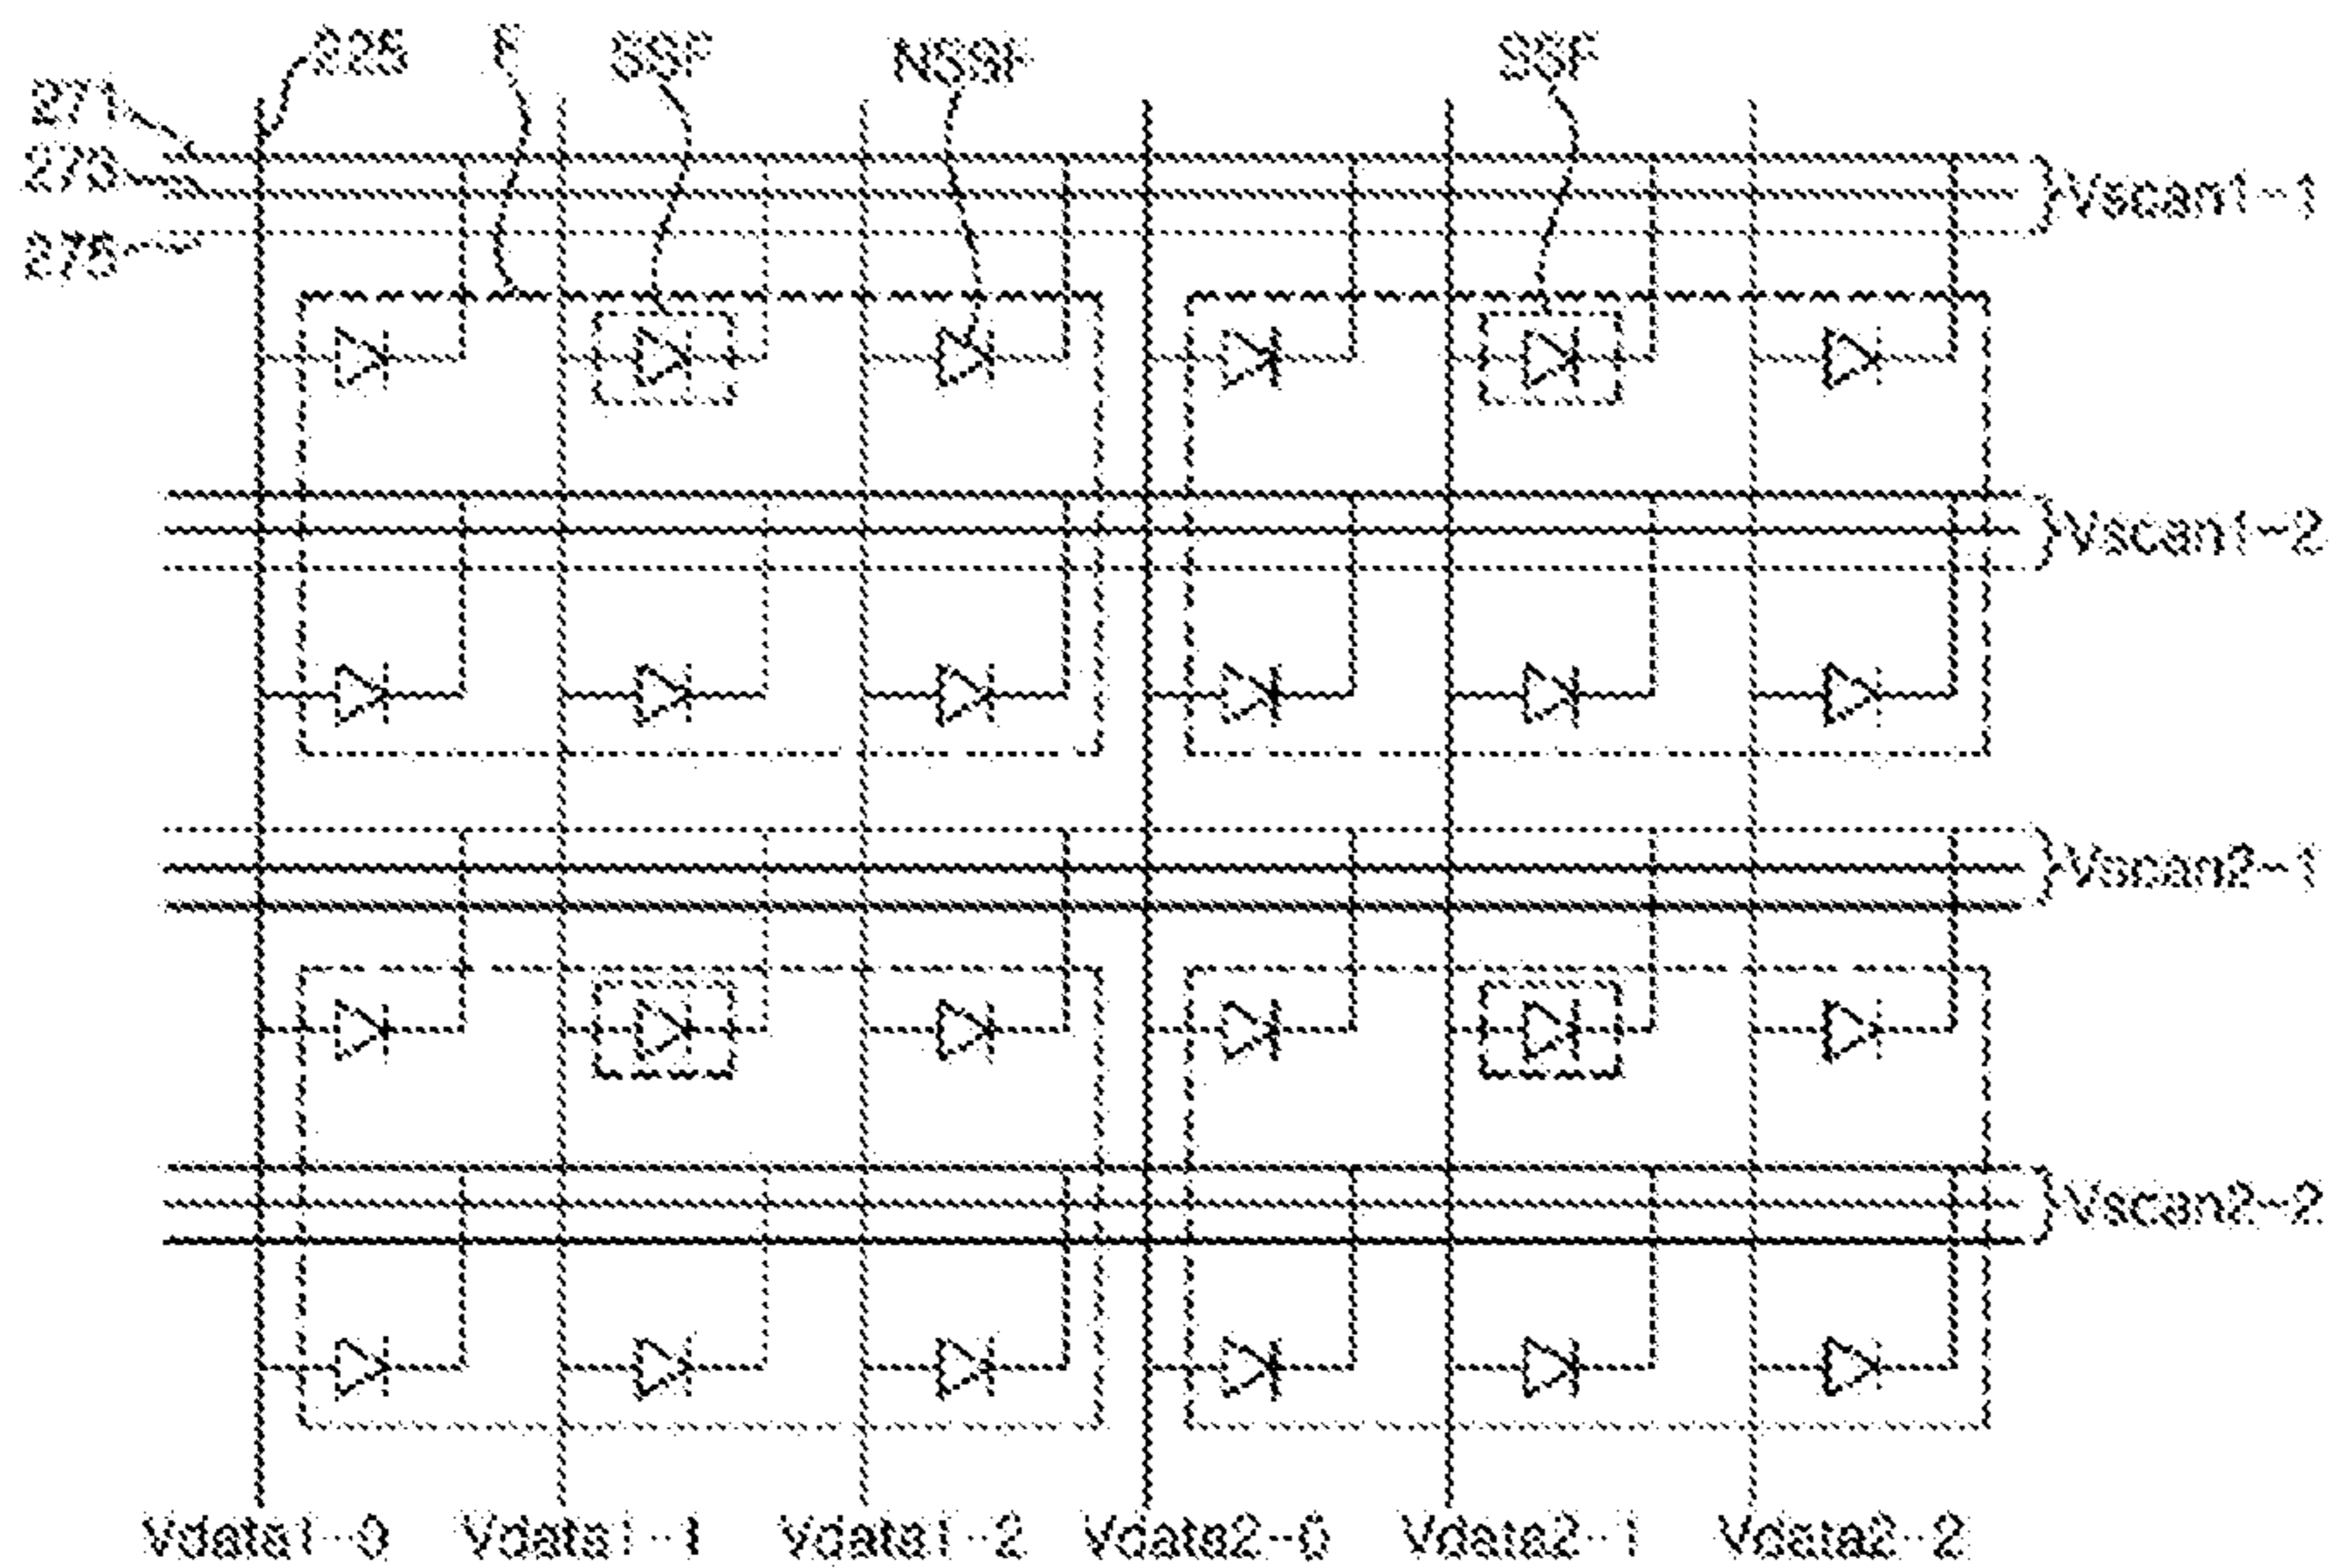 225 F SSF NSSF SSF
271
273
275
Vscan1-1
Vscan1-2
Vscan2-1
Vscan2-2
Vdata1-0 Vdata1-1 Vdata1-2 Vdata2-0 Vdata2-1 Vdata2-2